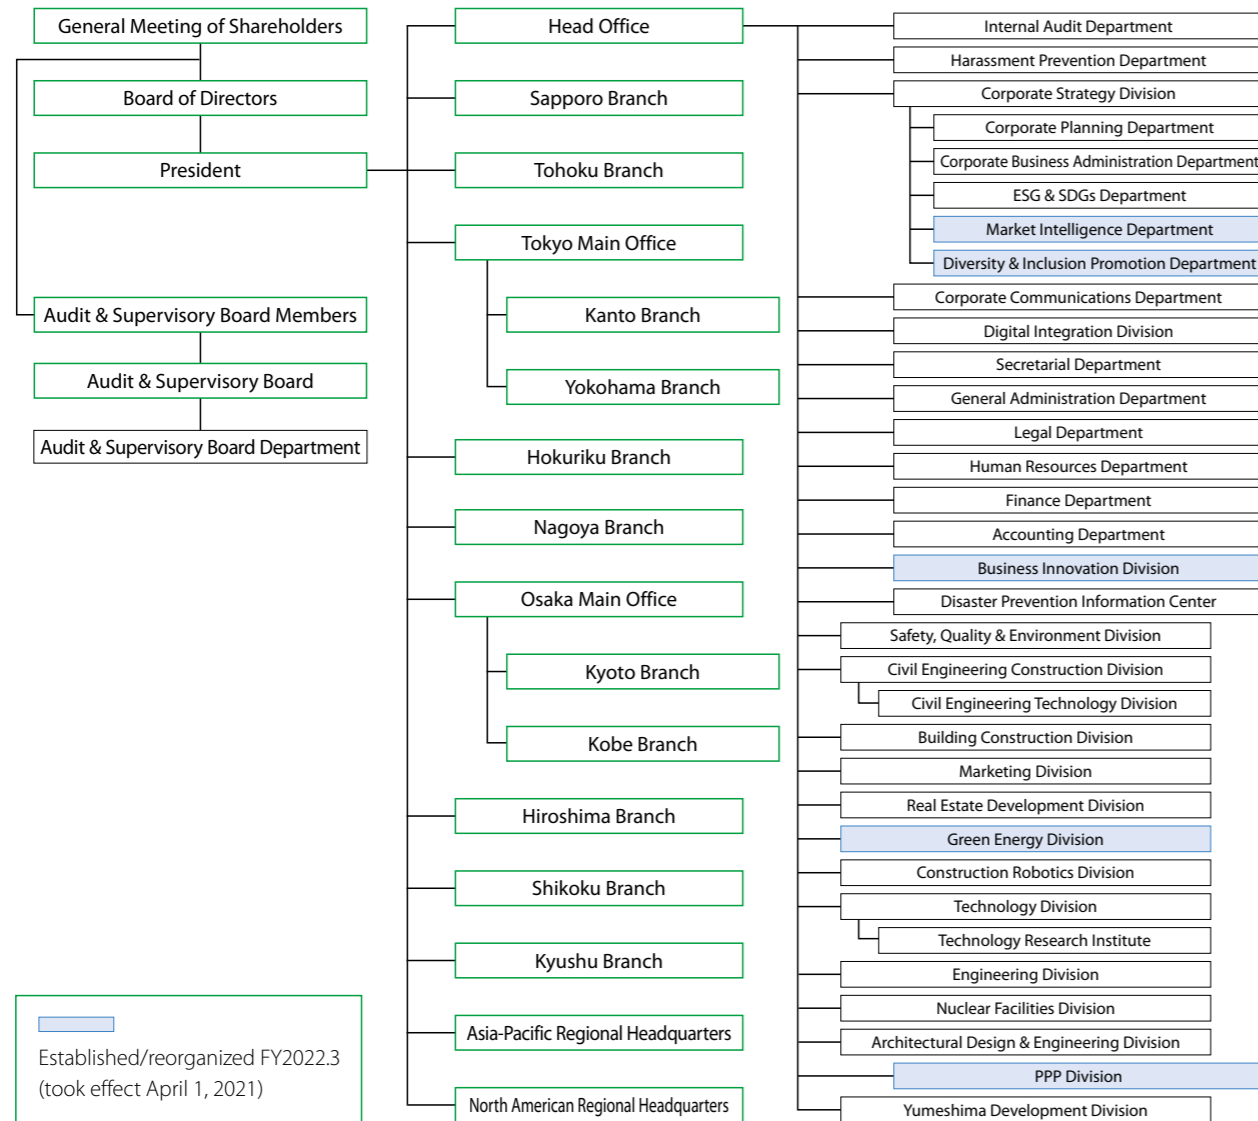 General Meeting of Shareholders
Board of Directors
President
Audit & Supervisory Board Members
Audit & Supervisory Board
Audit & Supervisory Board Department
Established/reorganized FY2022.3
(took effect April 1, 2021)
Head Office
Sapporo Branch
Tohoku Branch
Tokyo Main Office
Kanto Branch
Yokohama Branch
Hokuriku Branch
Nagoya Branch
Osaka Main Office
Kyoto Branch
Kobe Branch
Hiroshima Branch
Shikoku Branch
Kyushu Branch
Asia-Pacific Regional Headquarters
North American Regional Headquarters
Internal Audit Department
Harassment Prevention Department
Corporate Strategy Division
Corporate Planning Department
Corporate Business Administration Department
ESG & SDGs Department
Market Intelligence Department
Diversity & Inclusion Promotion Department
Corporate Communications Department
Digital Integration Division
Secretarial Department
General Administration Department
Legal Department
Human Resources Department
Finance Department
Accounting Department
Business Innovation Division
Disaster Prevention Information Center
Safety, Quality & Environment Division
Civil Engineering Construction Division
Civil Engineering Technology Division
Building Construction Division
Marketing Division
Real Estate Development Division
Green Energy Division
Construction Robotics Division
Technology Division
Technology Research Institute
Engineering Division
Nuclear Facilities Division
Architectural Design & Engineering Division
PPP Division
Yumeshima Development Division